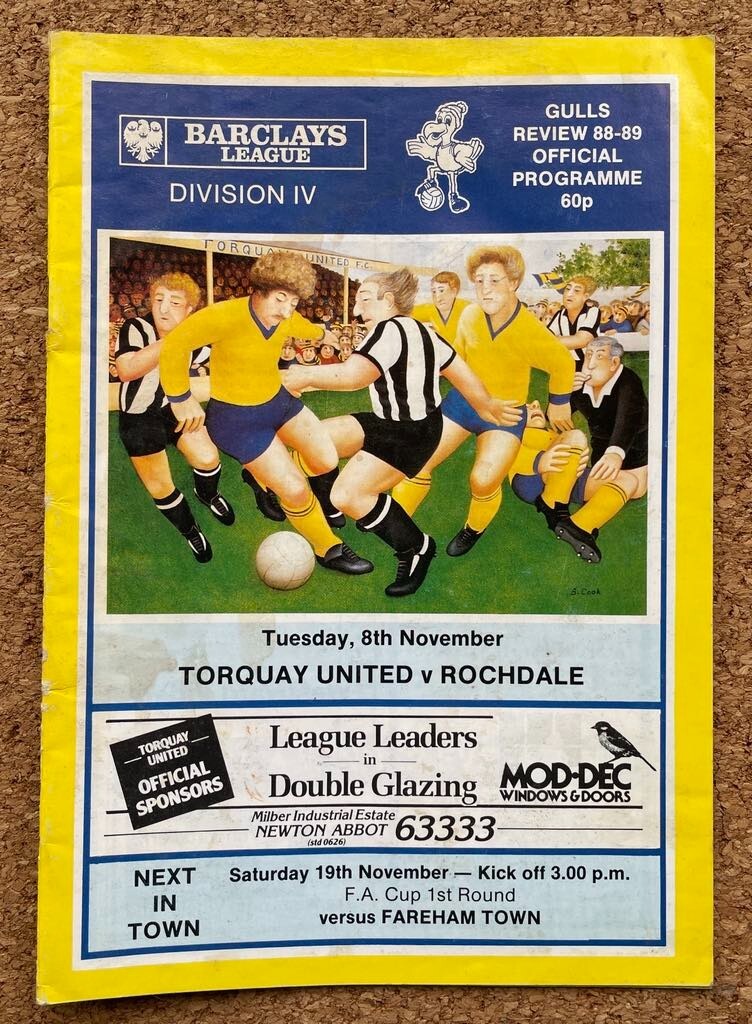 BARCLAYS
LEAGUE
DIVISION IV
GULLS
REVIEW 88-89
OFFICIAL
PROGRAMME
60p
TORQUAY UNITED F.C.
B. Cook
Tuesday, 8th November
TORQUAY UNITED v ROCHDALE
TORQUAY
UNITED
OFFICIAL
SPONSORS
League Leaders
in
Double Glazing
Milber Industrial Estate
NEWTON ABBOT 63333
(std 0626)
MOD-DEC
WINDOWS & DOORS
NEXT
IN
TOWN
Saturday 19th November — Kick off 3.00 p.m.
F.A. Cup 1st Round
versus FAREHAM TOWN